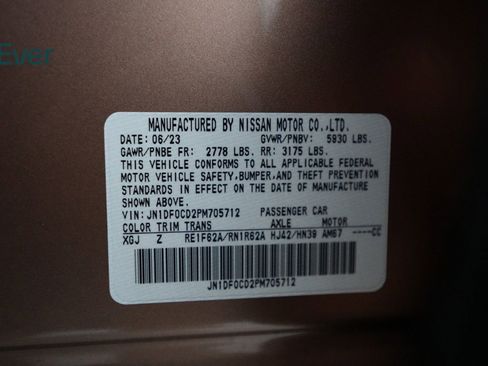 Ever
MANUFACTURED BY NISSAN MOTOR CO.,LTD.
DATE: 06/23 GVWR/PNBV: 5930 LBS.
GAWR/PNBE FR: 2778 LBS. RR: 3175 LBS.
THIS VEHICLE CONFORMS TO ALL APPLICABLE FEDERAL
MOTOR VEHICLE SAFETY, BUMPER, AND THEFT PREVENTION
STANDARDS IN EFFECT ON THE DATE OF MANUFACTURE
SHOWN ABOVE.
VIN: JN1DF0CD2PM705712 PASSENGER CAR
COLOR TRIM TRANS AXLE MOTOR
XGJ Z RE1F62A/RN1R62A HJ42/HN39 AM67 ----CC
JN1DF0CD2PM705712